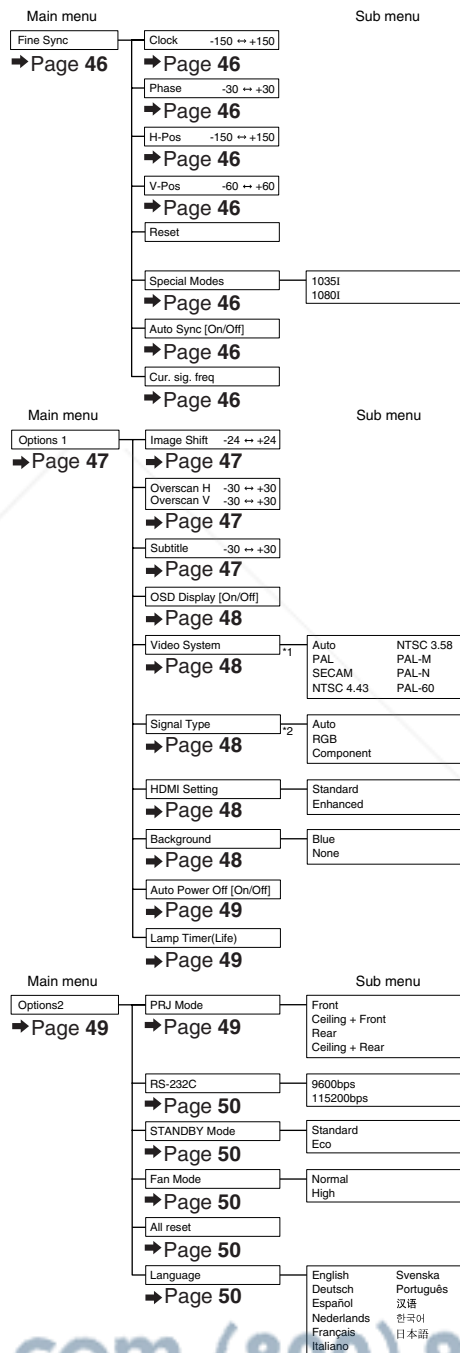 Main menu
Sub menu
Fine Sync
➡Page 46
Clock -150 ↔ +150
➡Page 46
Phase -30 ↔ +30
➡Page 46
H-Pos -150 ↔ +150
➡Page 46
V-Pos -60 ↔ +60
➡Page 46
Reset
Special Modes
➡Page 46
1035I
1080I
Auto Sync [On/Off]
➡Page 46
Cur. sig. freq
➡Page 46
Main menu
Sub menu
Options 1
➡Page 47
Image Shift -24 ↔ +24
➡Page 47
Overscan H -30 ↔ +30
Overscan V -30 ↔ +30
➡Page 47
Subtitle -30 ↔ +30
➡Page 47
OSD Display [On/Off]
➡Page 48
Video System
➡Page 48
*1
Auto NTSC 3.58
PAL PAL-M
SECAM PAL-N
NTSC 4.43 PAL-60
Signal Type
➡Page 48
*2
Auto
RGB
Component
HDMI Setting
➡Page 48
Standard
Enhanced
Background
➡Page 48
Blue
None
Auto Power Off [On/Off]
➡Page 49
Lamp Timer(Life)
➡Page 49
Main menu
Sub menu
Options2
➡Page 49
PRJ Mode
➡Page 49
Front
Ceiling + Front
Rear
Ceiling + Rear
RS-232C
➡Page 50
9600bps
115200bps
STANDBY Mode
➡Page 50
Standard
Eco
Fan Mode
➡Page 50
Normal
High
All reset
➡Page 50
Language
➡Page 50
English Svenska
Deutsch Português
Español 汉语
Nederlands 한국어
Français 日本語
Italiano